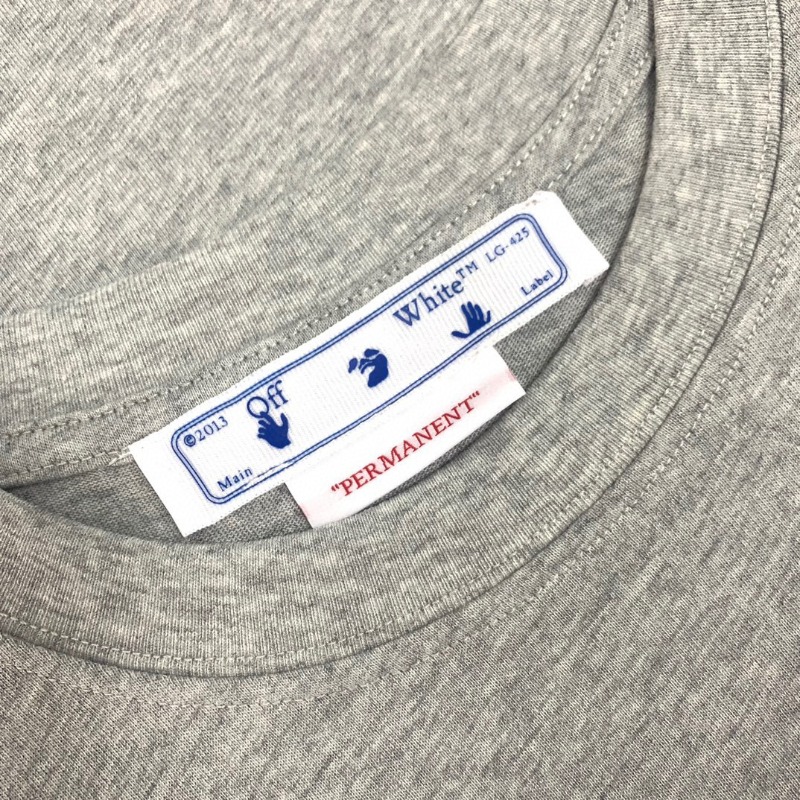 ©2013 Off White™ LG-425
Main Label
"PERMANENT"